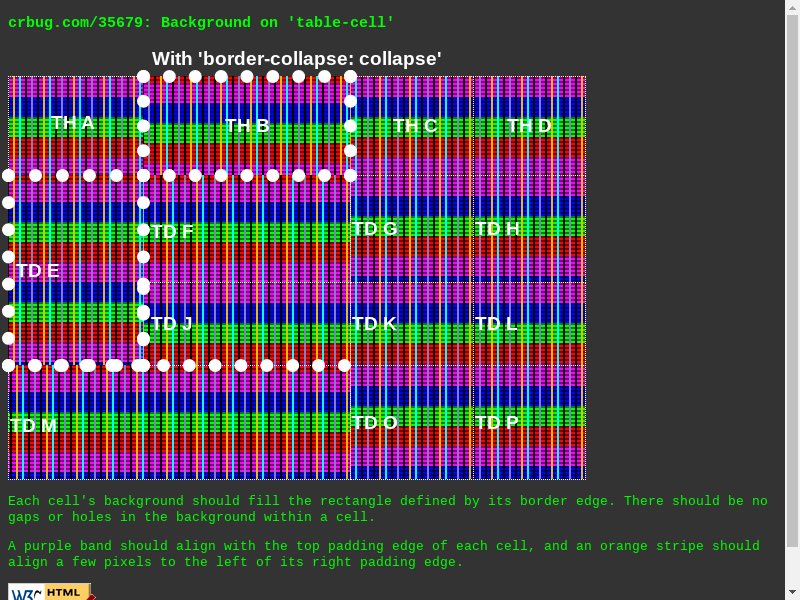 crbug.com/35679: Background on 'table-cell'
With 'border-collapse: collapse'
TH A TH B TH C TH D
TD E TD F TD G TD H
TD J TD K TD L
TD M TD O TD P
Each cell's background should fill the rectangle defined by its border edge. There should be no
gaps or holes in the background within a cell.
A purple band should align with the top padding edge of each cell, and an orange stripe should
align a few pixels to the left of its right padding edge.
W3C HTML